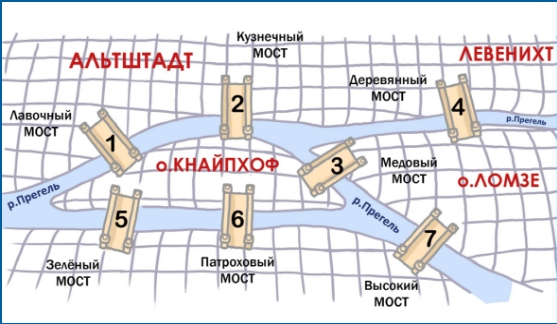 Кузнечный
МОСТ
АЛЬТШТАДТ
ЛЕВЕНИХТ
Деревянный
МОСТ
2
4
Лавочный
МОСТ
1
р.Прегель
о.КНАЙПХОФ
3
Медовый
МОСТ
о.ЛОМЗЕ
р.Прегель
5
6
р.Прегель
7
Зелёный
МОСТ
Патроховый
МОСТ
Высокий
МОСТ